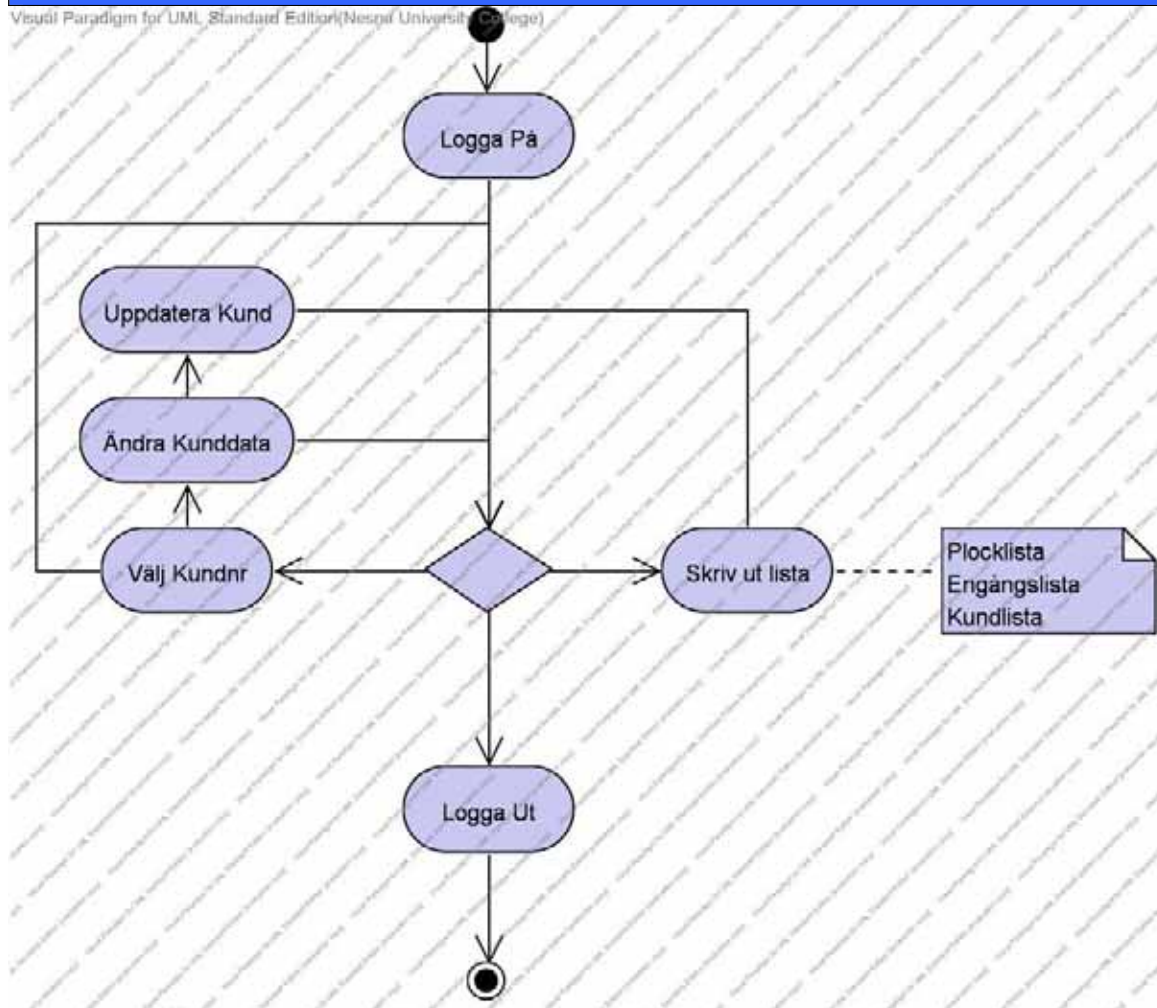 Visual Paradigm for UML Standard Edition(Nesna University College)
Logga På
Uppdatera Kund
Ändra Kunddata
Välj Kundnr
Skriv ut lista
Plocklista
Engångslista
Kundlista
Logga Ut